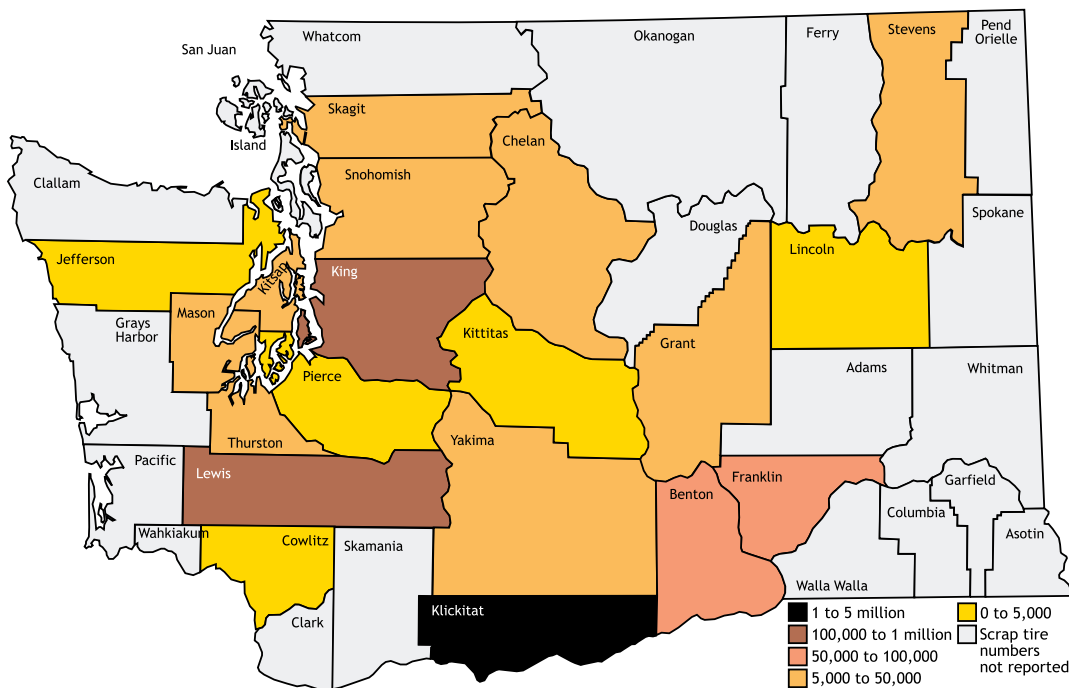 Whatcom
San Juan
Okanogan
Ferry
Stevens
Pend
Orielle
Skagit
Island
Chelan
Snohomish
Clallam
Spokane
Douglas
Lincoln
Jefferson
King
Kitsap
Mason
Grays
Harbor
Kittitas
Grant
Pierce
Adams
Whitman
Thurston
Yakima
Pacific
Lewis
Franklin
Benton
Garfield
Columbia
Wahkiakum
Cowlitz
Skamania
Asotin
Walla Walla
Klickitat
Clark
1 to 5 million
100,000 to 1 million
50,000 to 100,000
5,000 to 50,000
0 to 5,000
Scrap tire
numbers
not reported